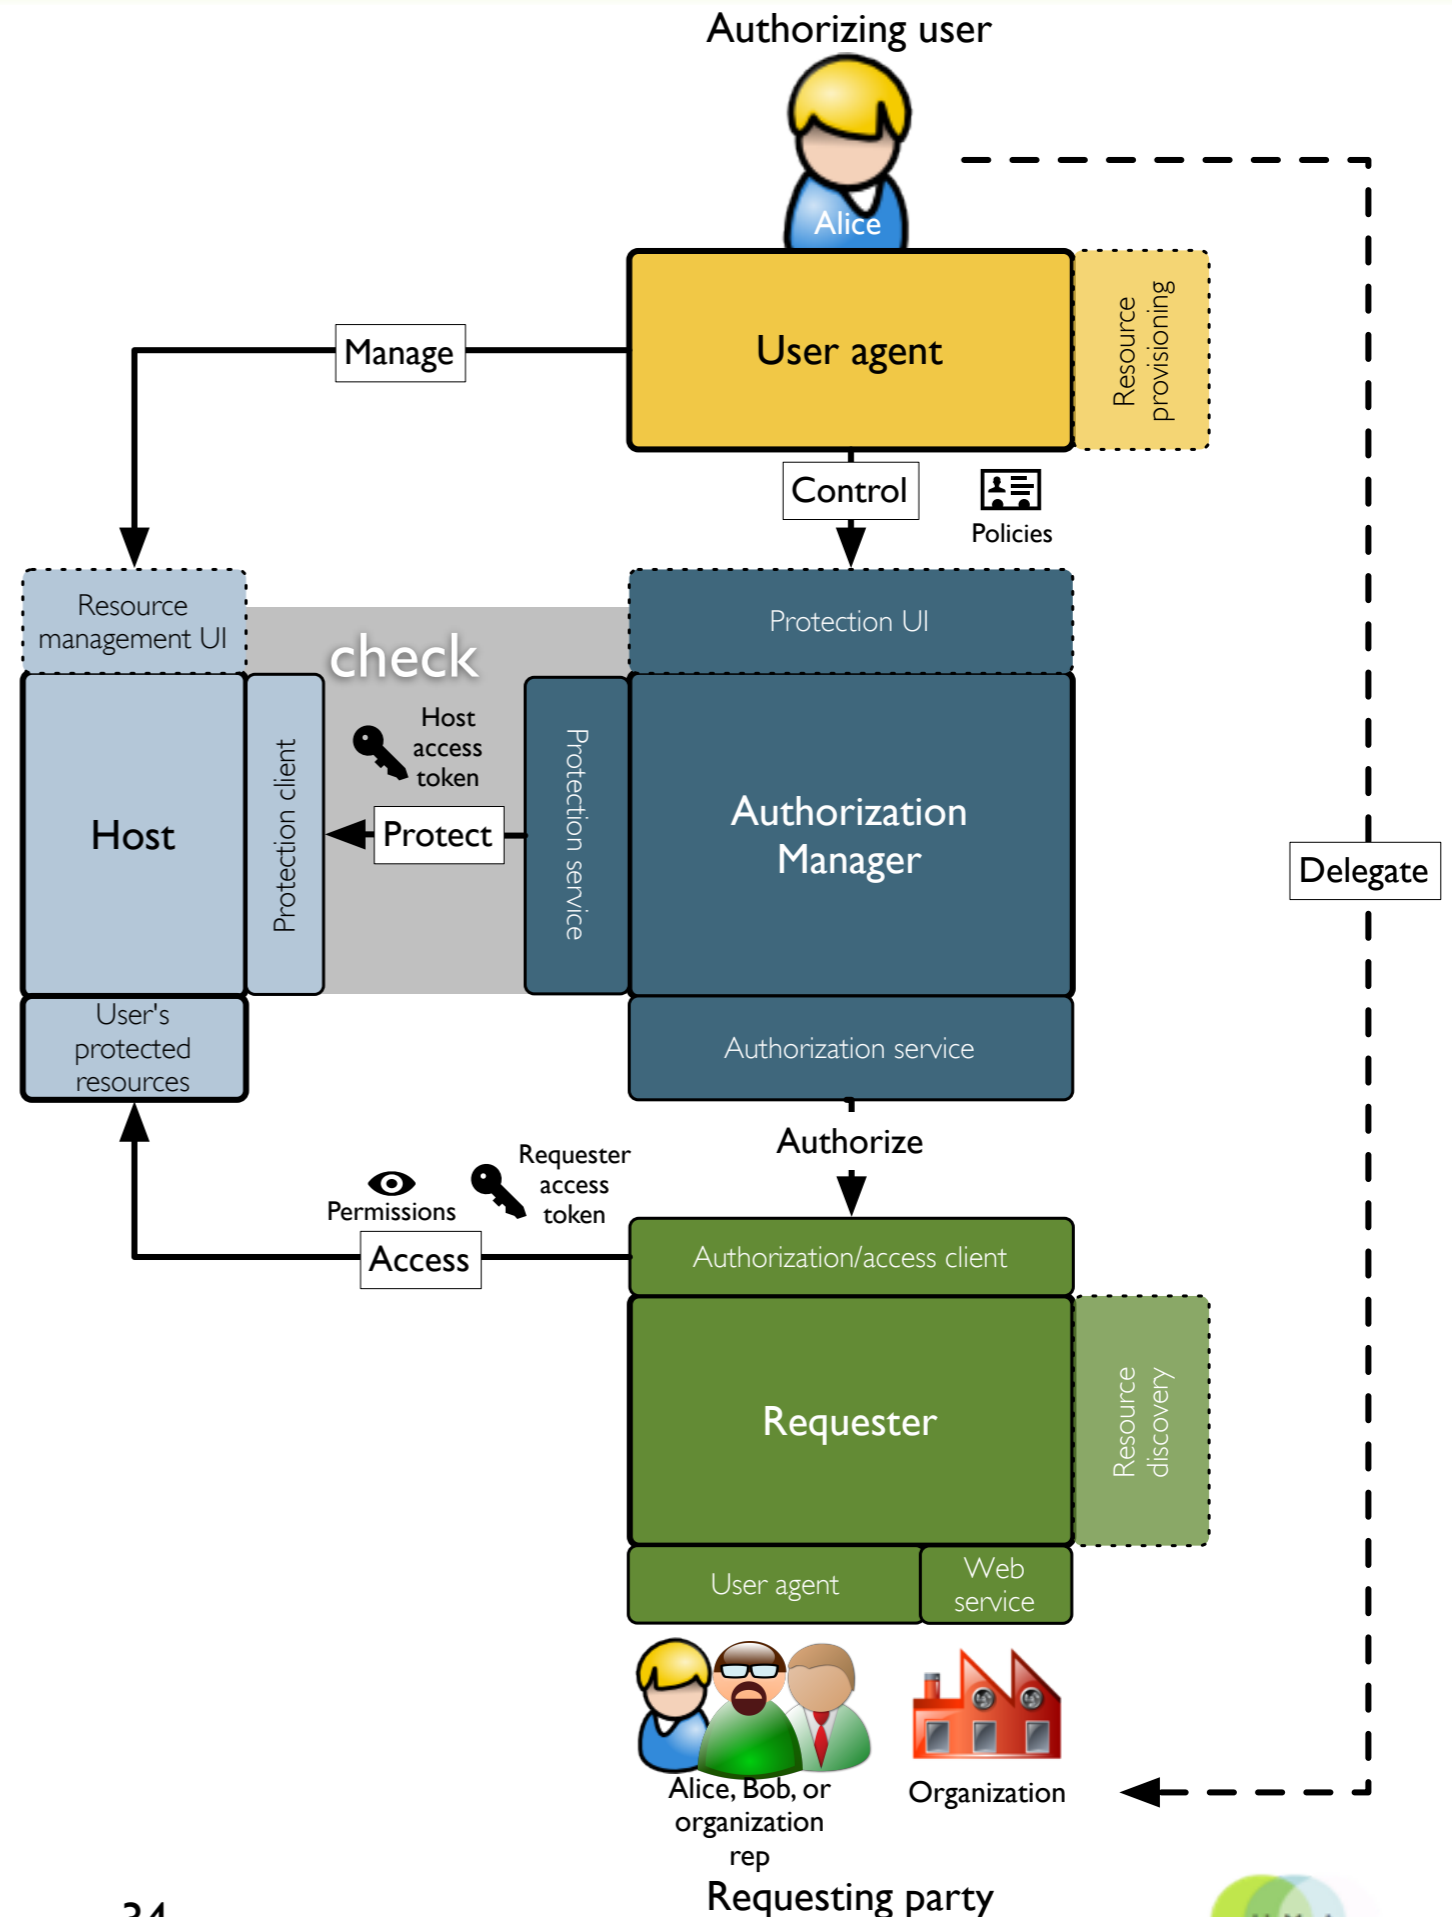 Authorizing user
Alice
User agent
Resource
provisioning
Manage
Control
Policies
Resource
management UI
check
Protection UI
Host
access
token
Host
Protection client
Protect
Protection service
Authorization
Manager
Delegate
User's
protected
resources
Authorization service
Authorize
Requester
access
token
Permissions
Access
Authorization/access client
Requester
Resource
discovery
User agent
Web
service
Alice, Bob, or
organization
rep
Organization
Requesting party